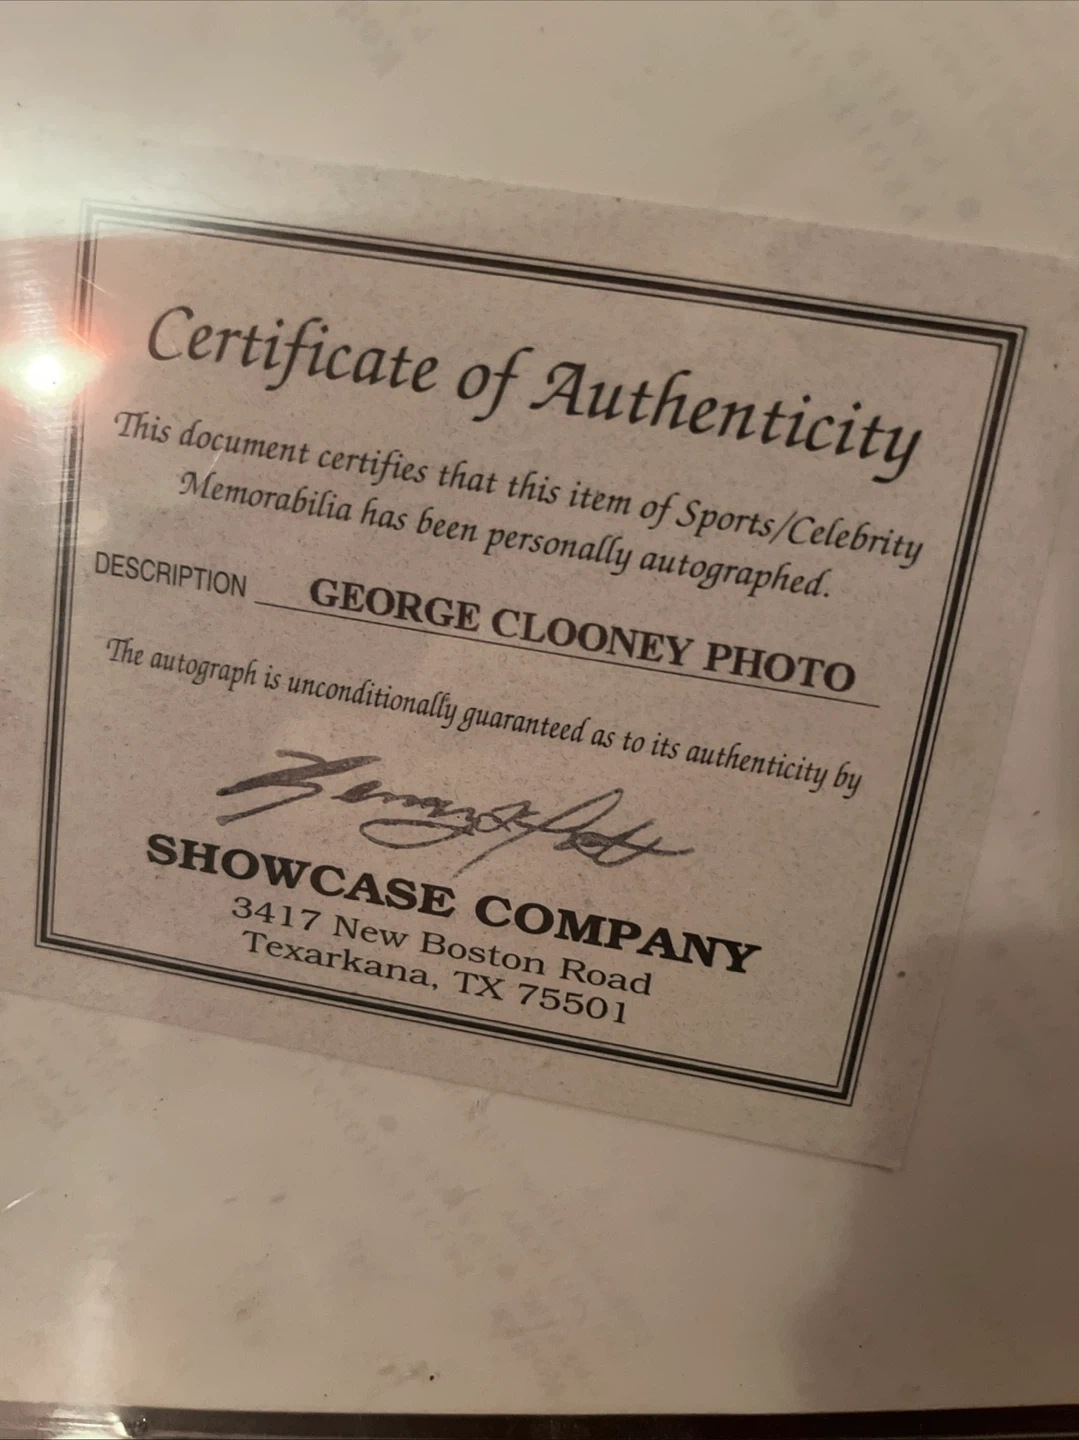 Certificate of Authenticity
This document certifies that this item of Sports/Celebrity
Memorabilia has been personally autographed.
DESCRIPTION GEORGE CLOONEY PHOTO
The autograph is unconditionally guaranteed as to its authenticity by
SHOWCASE COMPANY
3417 New Boston Road
Texarkana, TX 75501